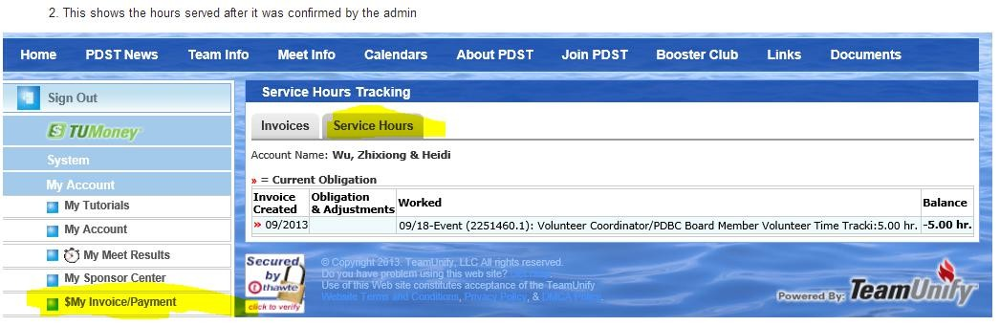 2. This shows the hours served after it was confirmed by the admin
Home PDST News Team Info Meet Info Calendars About PDST Join PDST Booster Club Links Documents
Sign Out
$ TUMoney
System
My Account
My Tutorials
My Account
My Meet Results
My Sponsor Center
$My Invoice/Payment
Service Hours Tracking
Invoices Service Hours
Account Name: Wu, Zhixiong & Heidi
» = Current Obligation
Invoice Created Obligation & Adjustments Worked Balance
» 09/2013 09/18-Event (2251460.1): Volunteer Coordinator/PDBC Board Member Volunteer Time Tracki:5.00 hr. -5.00 hr.
Secured
by
thawte
click to verify
© Copyright 2013. TeamUnify, LLC All rights reserved.
Do you have problem using this web site?
Use of this Web site constitutes acceptance of the TeamUnify
Website Terms and Conditions, Privacy Policy, & DMCA Policy
Powered By: TeamUnify